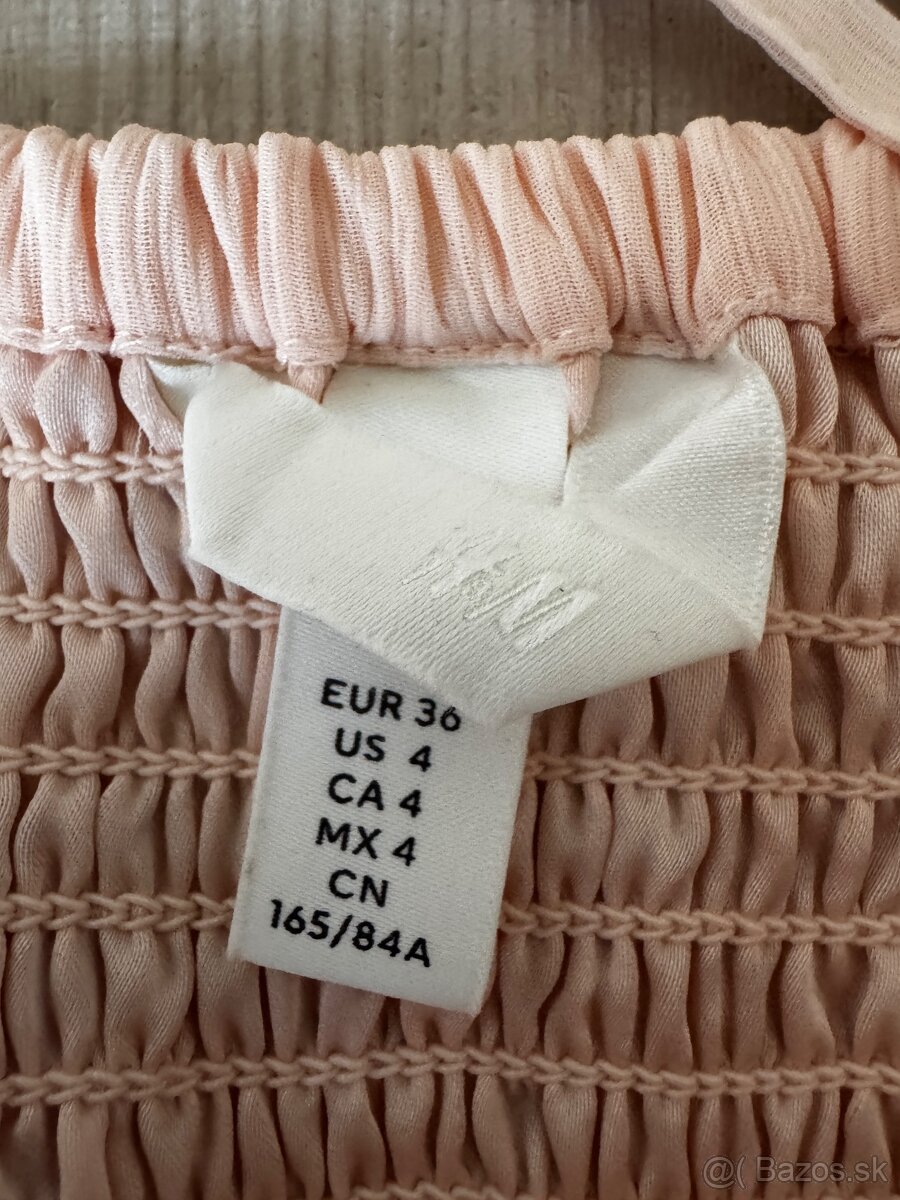 H&M
EUR 36
US 4
CA 4
MX 4
CN
165/84A
@( Bazos.sk